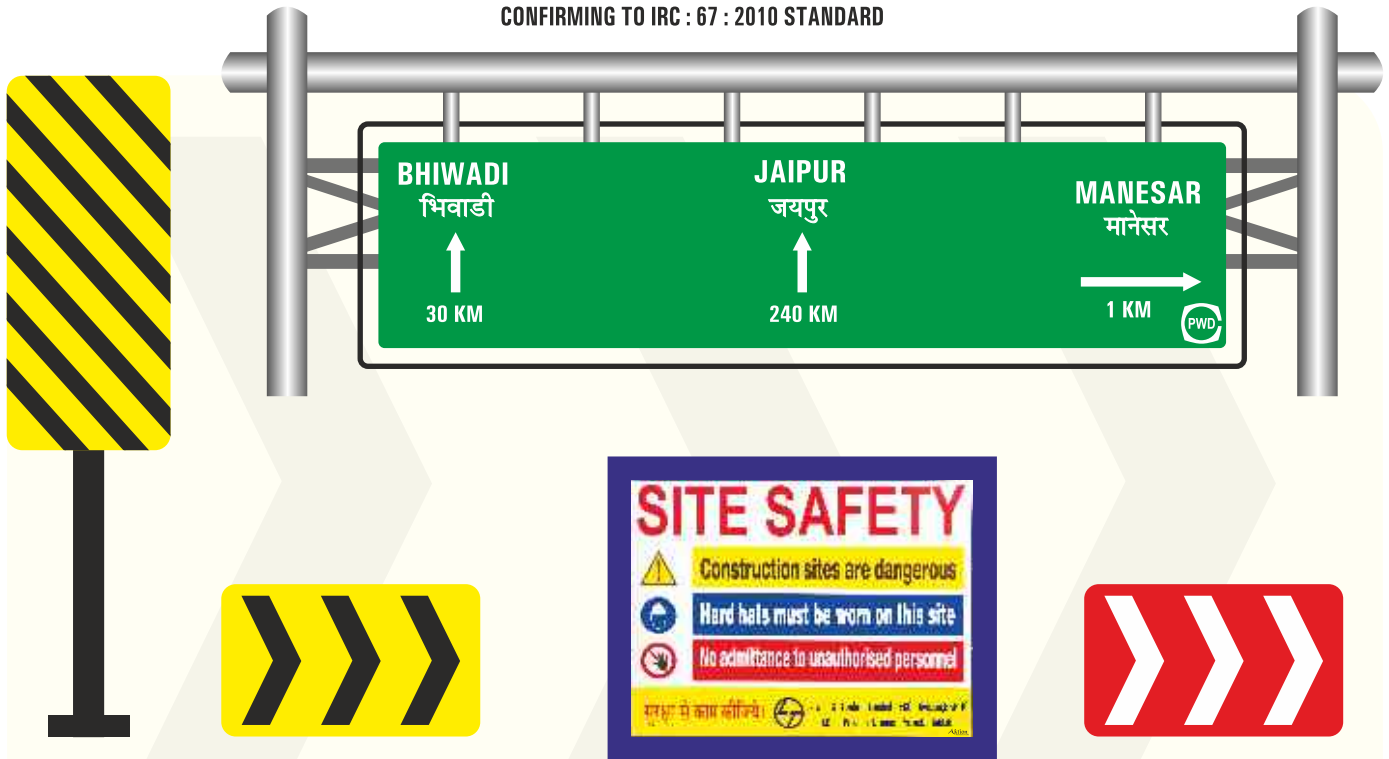 CONFIRMING TO IRC : 67 : 2010 STANDARD
BHIWADI
भिवाडी
30 KM
JAIPUR
जयपुर
240 KM
MANESAR
मानेसर
1 KM
PWD
SITE SAFETY
Construction sites are dangerous
Hard hats must be worn on this site
No admittance to unauthorised personnel
सुरक्षा से काम कीजिये।